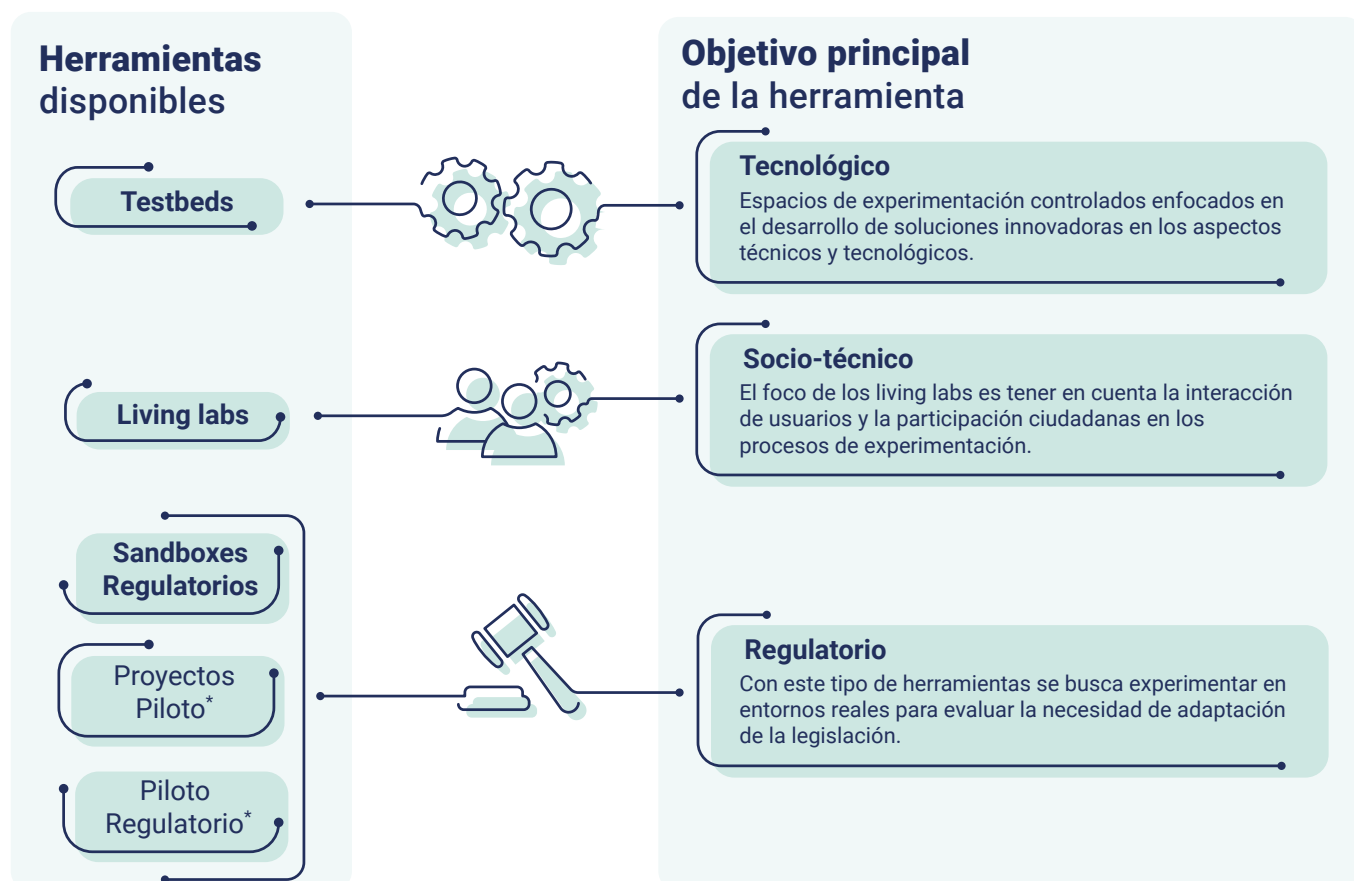 Herramientas
disponibles
Objetivo principal
de la herramienta
Testbeds
Tecnológico
Espacios de experimentación controlados enfocados en
el desarrollo de soluciones innovadoras en los aspectos
técnicos y tecnológicos.
Living labs
Socio-técnico
El foco de los living labs es tener en cuenta la interacción
de usuarios y la participación ciudadanas en los
procesos de experimentación.
Sandboxes
Regulatorios
Proyectos
Piloto*
Piloto
Regulatorio*
Regulatorio
Con este tipo de herramientas se busca experimentar en
entornos reales para evaluar la necesidad de adaptación
de la legislación.